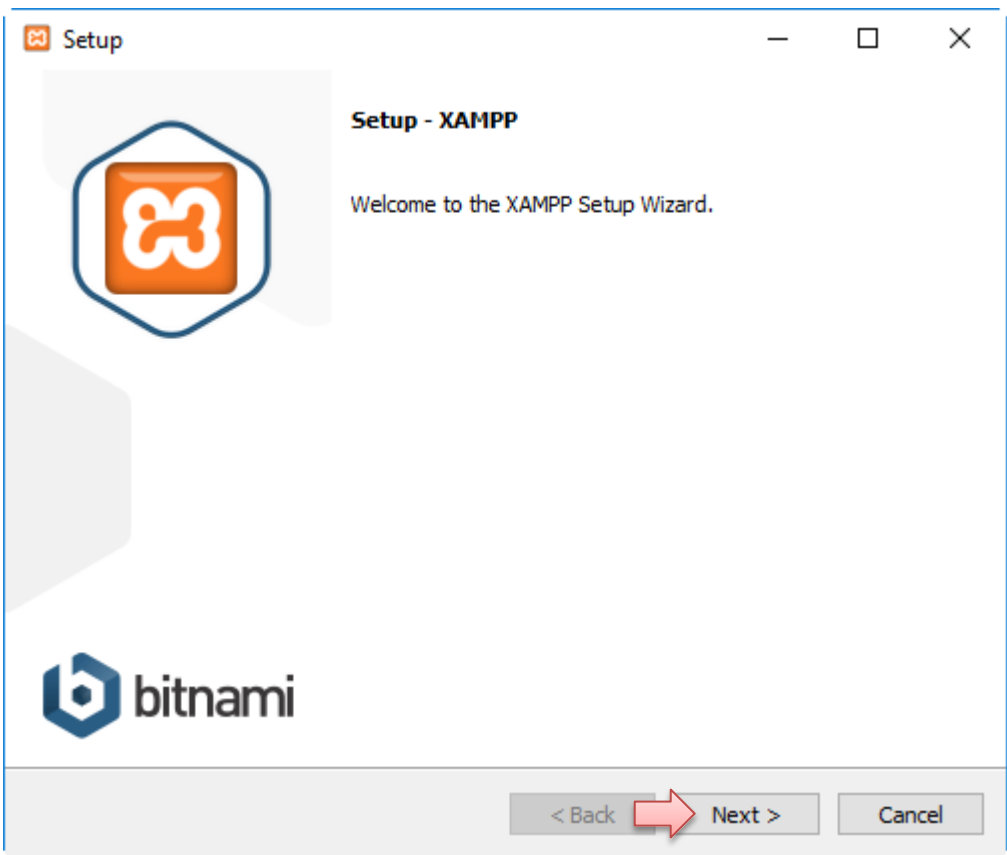 Setup
Setup - XAMPP
Welcome to the XAMPP Setup Wizard.
bitnami
< Back
Next >
Cancel